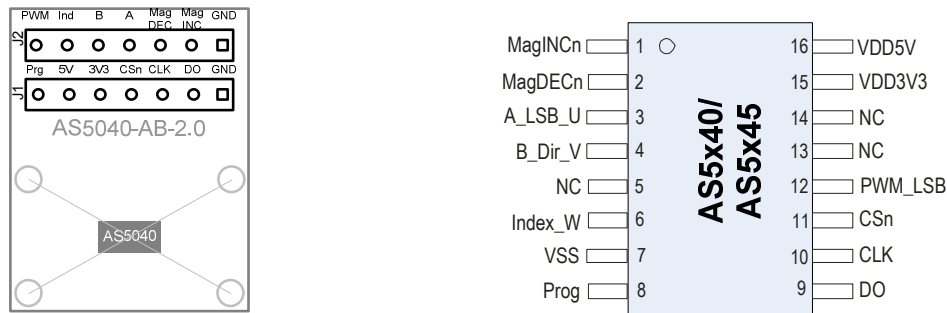 PWM Ind B A Mag DEC Mag INC GND
J2
Prg 5V 3V3 CSn CLK DO GND
J1
AS5040-AB-2.0
AS5040
MagINCn 1 16 VDD5V
MagDECn 2 15 VDD3V3
A_LSB_U 3 14 NC
B_Dir_V 4 13 NC
NC 5 12 PWM_LSB
Index_W 6 11 CSn
VSS 7 10 CLK
Prog 8 9 DO
AS5x40/
AS5x45